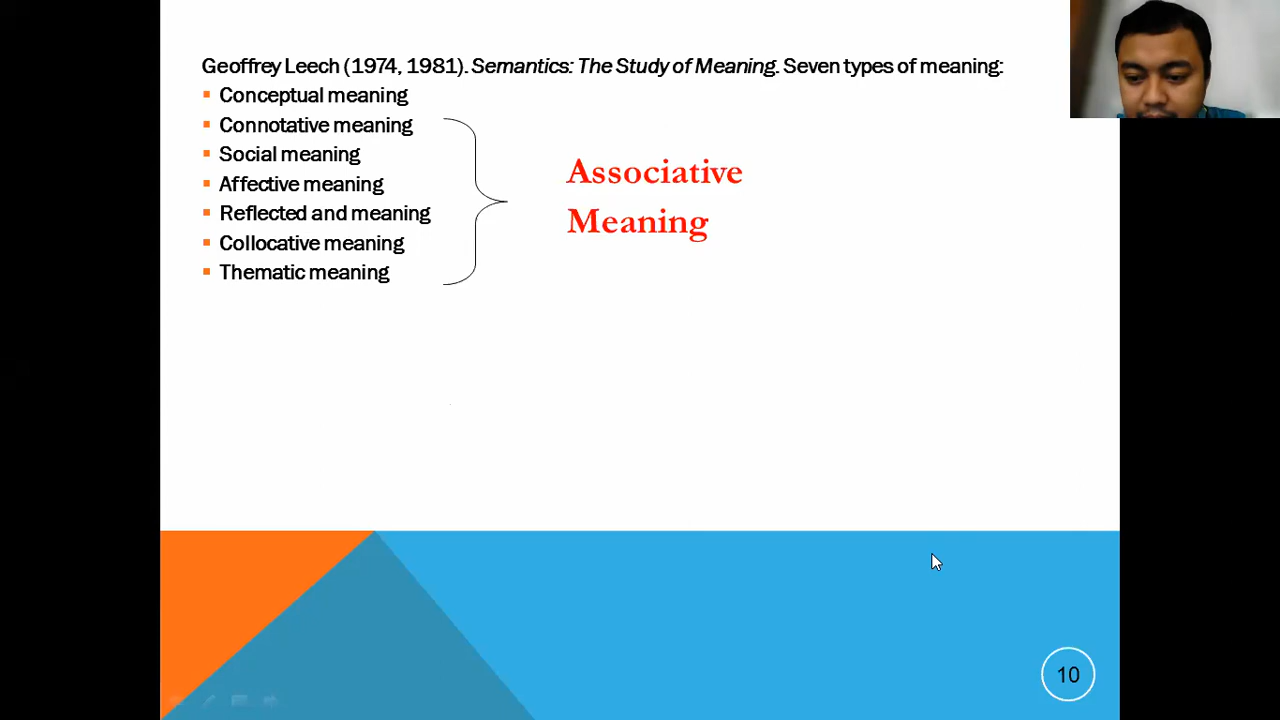 Geoffrey Leech (1974, 1981). Semantics: The Study of Meaning. Seven types of meaning:
Conceptual meaning
Connotative meaning
Social meaning
Affective meaning
Reflected and meaning
Collocative meaning
Thematic meaning
Associative
Meaning
10